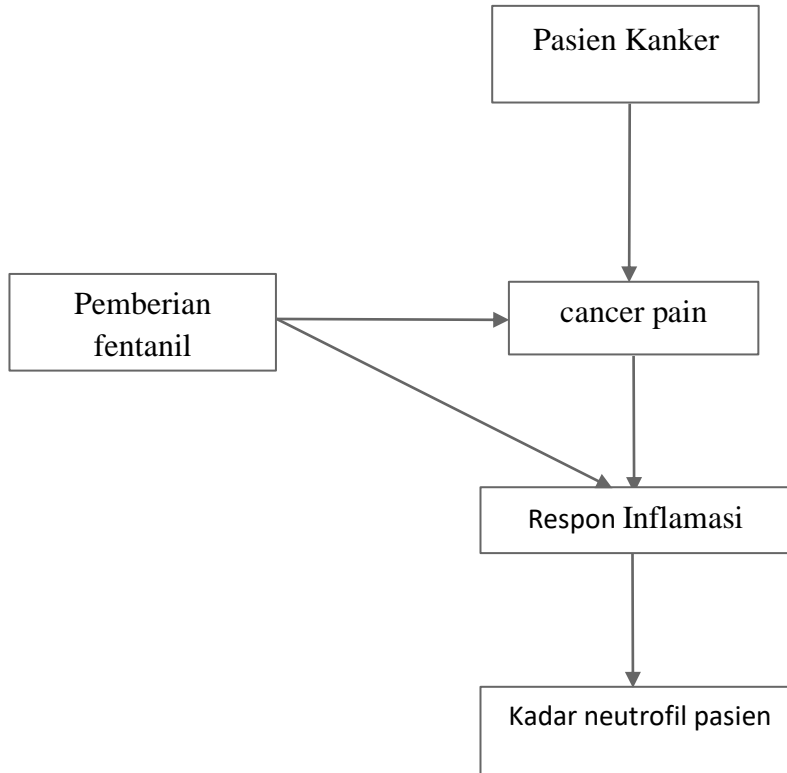 Pasien Kanker
Pemberian
fentanil
cancer pain
Respon Inflamasi
Kadar neutrofil pasien